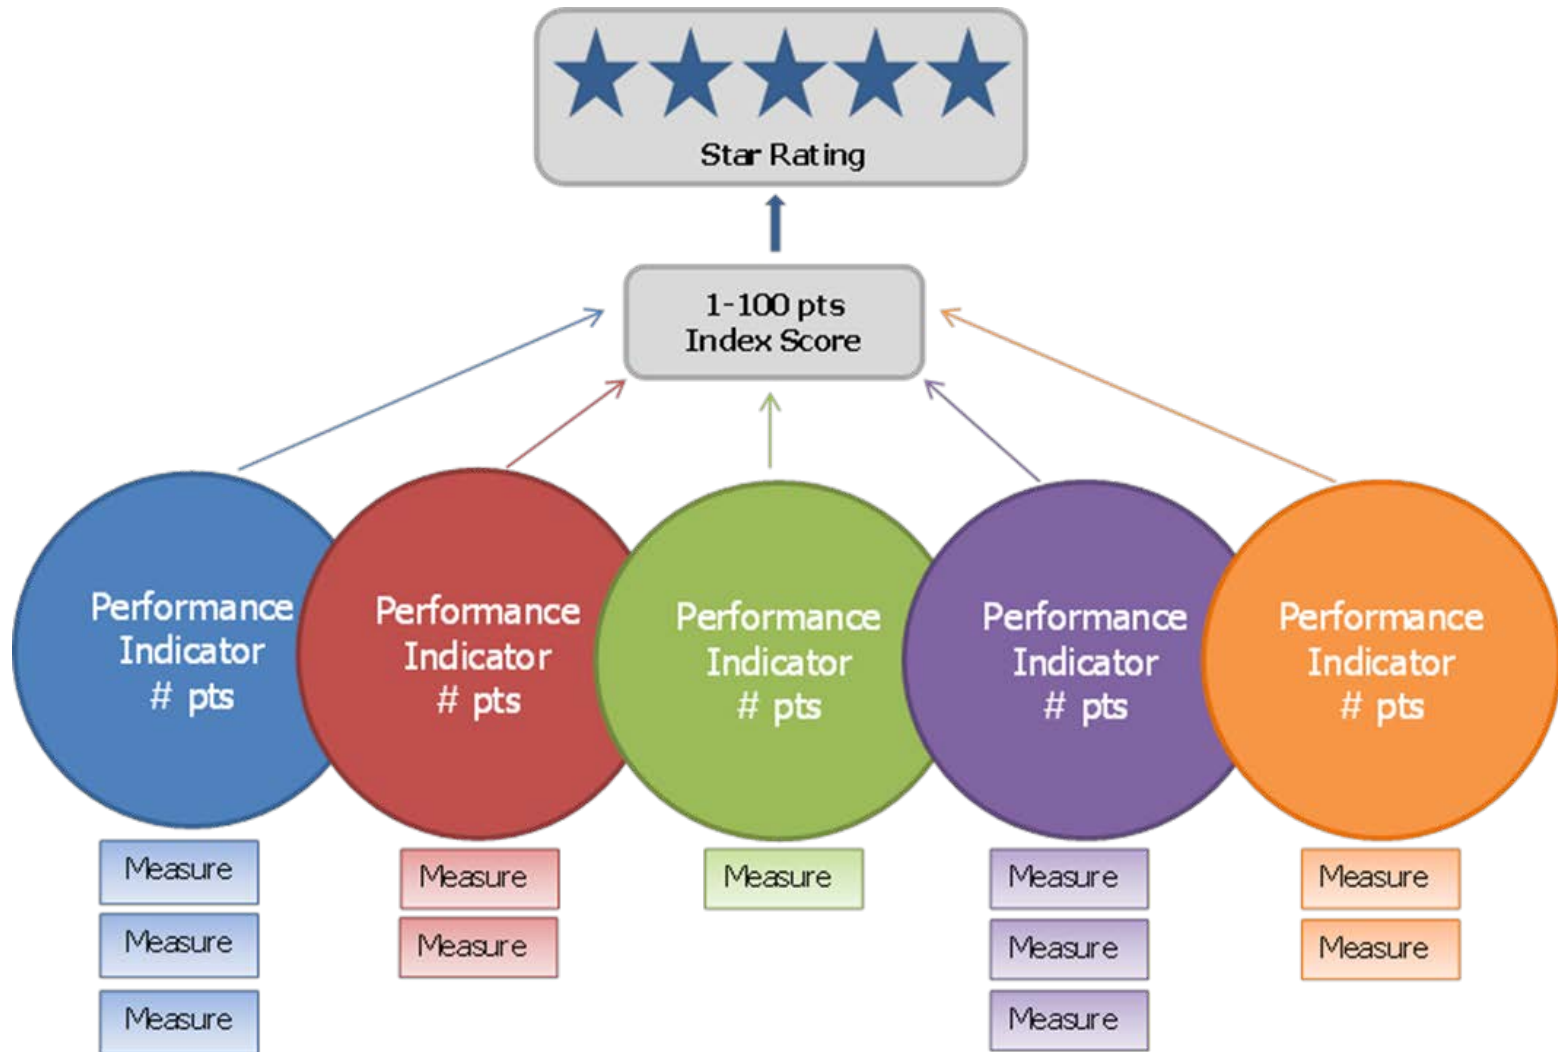 Star Rating
1-100 pts
Index Score
Performance
Indicator
# pts
Performance
Indicator
# pts
Performance
Indicator
# pts
Performance
Indicator
# pts
Performance
Indicator
# pts
Measure
Measure
Measure
Measure
Measure
Measure
Measure
Measure
Measure
Measure
Measure